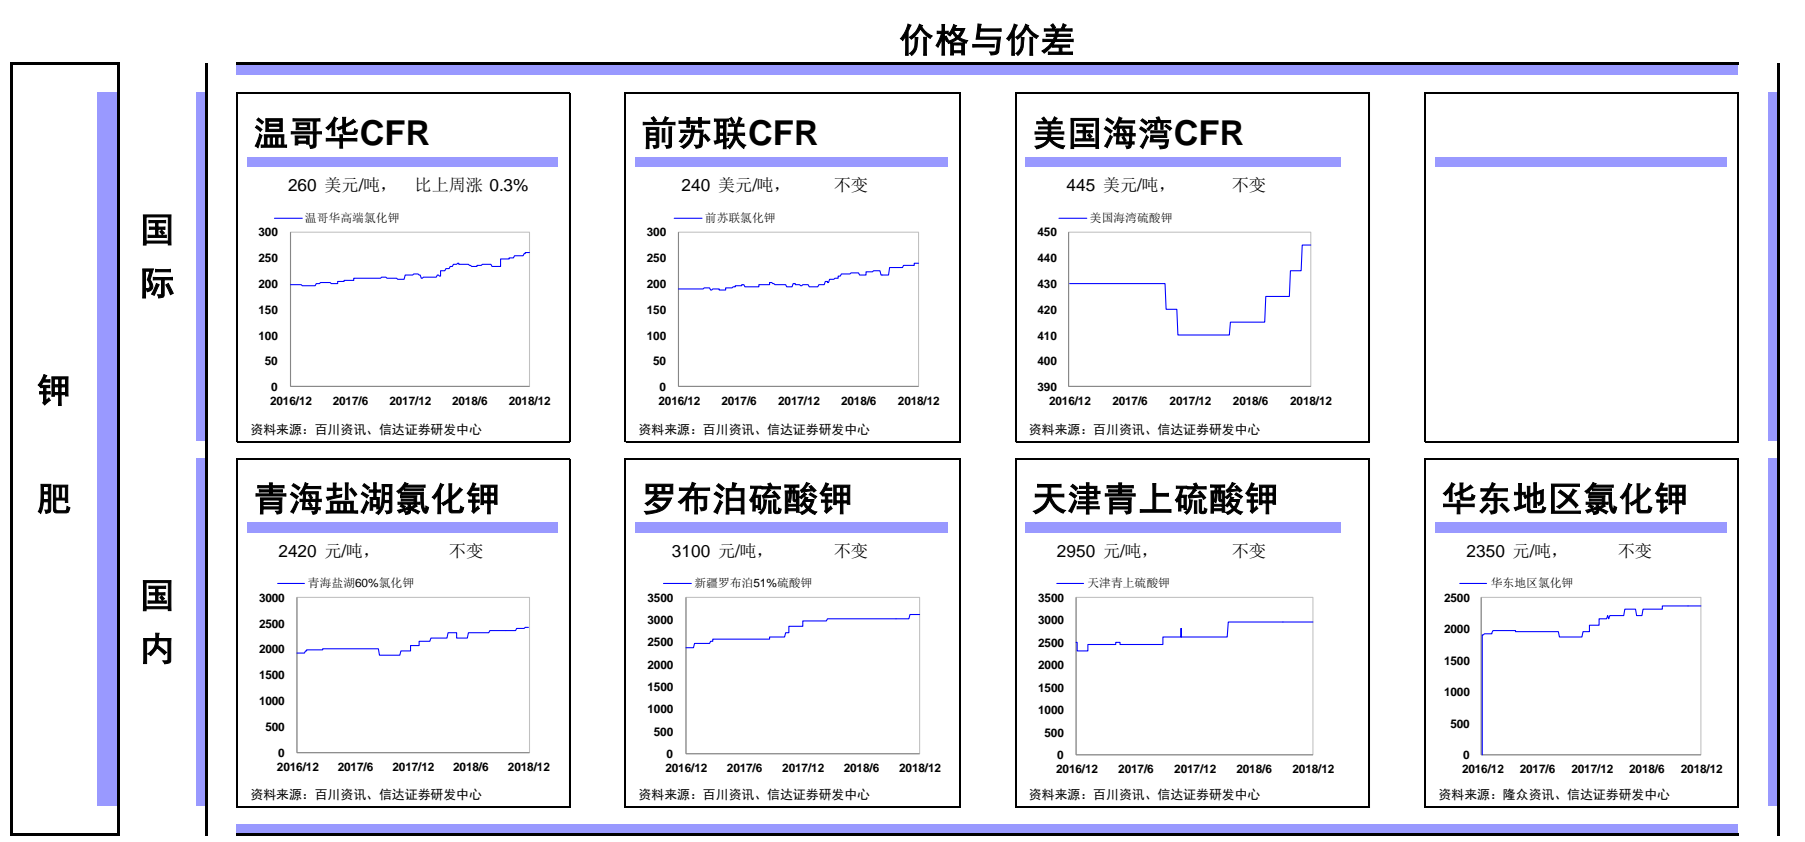 价格与价差
钾
肥
国
际
国
内
温哥华CFR
260 美元/吨， 比上周涨 0.3%
温哥华高端氯化钾
300
250
200
150
100
50
0
2016/12 2017/6 2017/12 2018/6 2018/12
资料来源：百川资讯、信达证券研发中心
前苏联CFR
240 美元/吨， 不变
前苏联氯化钾
300
250
200
150
100
50
0
2016/12 2017/6 2017/12 2018/6 2018/12
资料来源：百川资讯、信达证券研发中心
美国海湾CFR
445 美元/吨， 不变
美国海湾硫酸钾
450
440
430
420
410
400
390
2016/12 2017/6 2017/12 2018/6 2018/12
资料来源：百川资讯、信达证券研发中心
青海盐湖氯化钾
2420 元/吨， 不变
青海盐湖60%氯化钾
3000
2500
2000
1500
1000
500
0
2016/12 2017/6 2017/12 2018/6 2018/12
资料来源：百川资讯、信达证券研发中心
罗布泊硫酸钾
3100 元/吨， 不变
新疆罗布泊51%硫酸钾
3500
3000
2500
2000
1500
1000
500
0
2016/12 2017/6 2017/12 2018/6 2018/12
资料来源：百川资讯、信达证券研发中心
天津青上硫酸钾
2950 元/吨， 不变
天津青上硫酸钾
3500
3000
2500
2000
1500
1000
500
0
2016/12 2017/6 2017/12 2018/6 2018/12
资料来源：百川资讯、信达证券研发中心
华东地区氯化钾
2350 元/吨， 不变
华东地区氯化钾
2500
2000
1500
1000
500
0
2016/12 2017/6 2017/12 2018/6 2018/12
资料来源：隆众资讯、信达证券研发中心